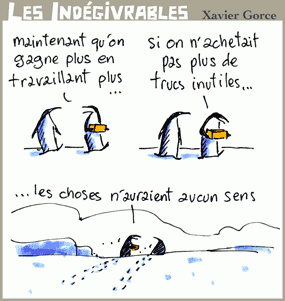 LES INDÉGIVRABLES
Xavier Gorce
maintenant qu'on
gagne plus en
travaillant plus
...
si on n'achetait
pas plus de
trucs inutiles...
...les choses n'auraient aucun sens